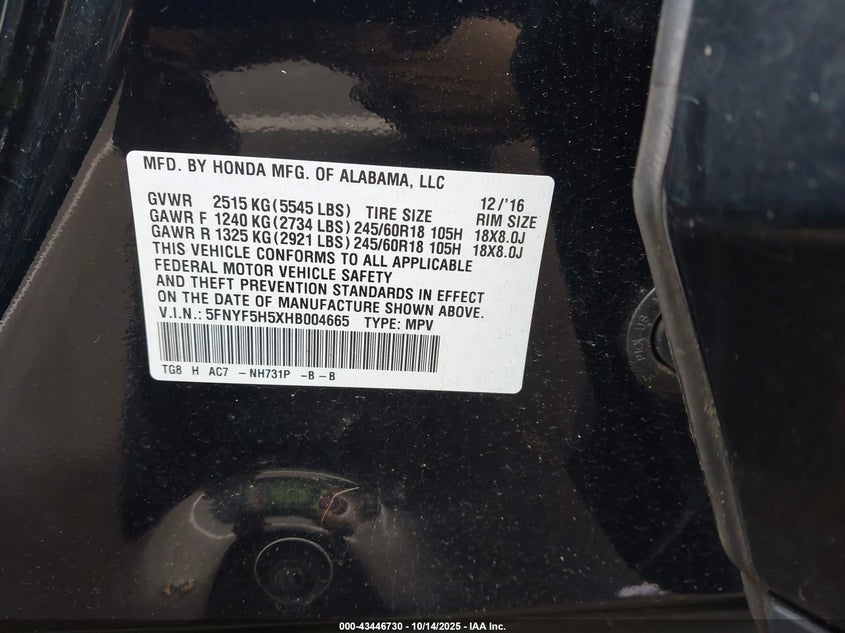 MFD. BY HONDA MFG. OF ALABAMA, LLC
GVWR 2515 KG (5545 LBS) TIRE SIZE 12/'16 RIM SIZE
GAWR F 1240 KG (2734 LBS) 245/60R18 105H 18X8.0J
GAWR R 1325 KG (2921 LBS) 245/60R18 105H 18X8.0J
THIS VEHICLE CONFORMS TO ALL APPLICABLE
FEDERAL MOTOR VEHICLE SAFETY
AND THEFT PREVENTION STANDARDS IN EFFECT
ON THE DATE OF MANUFACTURE SHOWN ABOVE.
V.I.N.: 5FNYF5H5XHB004665 TYPE: MPV
TG8 H AC7 – NH731P –B – B
000-43446730 - 10/14/2025 - IAA Inc.